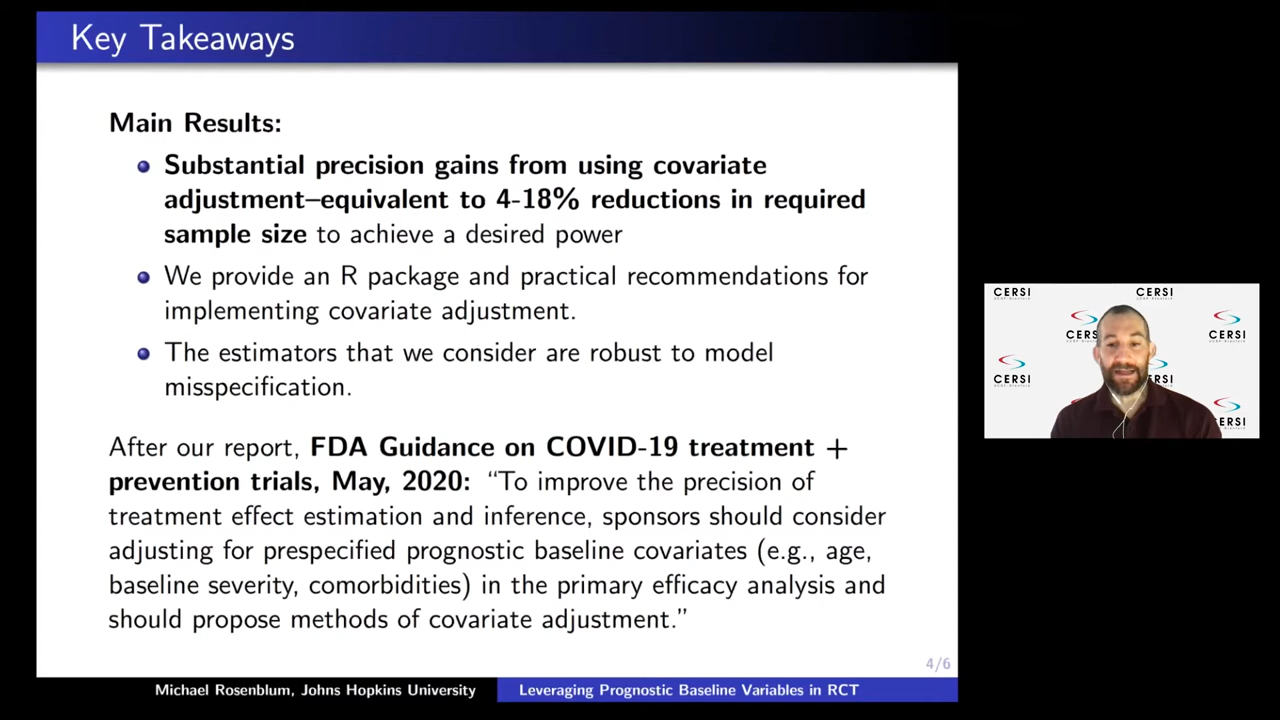 Key Takeaways
Main Results:
Substantial precision gains from using covariate
adjustment–equivalent to 4-18% reductions in required
sample size to achieve a desired power
We provide an R package and practical recommendations for
implementing covariate adjustment.
The estimators that we consider are robust to model
misspecification.
After our report, FDA Guidance on COVID-19 treatment +
prevention trials, May, 2020: “To improve the precision of
treatment effect estimation and inference, sponsors should consider
adjusting for prespecified prognostic baseline covariates (e.g., age,
baseline severity, comorbidities) in the primary efficacy analysis and
should propose methods of covariate adjustment.”
4/6
Michael Rosenblum, Johns Hopkins University
Leveraging Prognostic Baseline Variables in RCT
CERSI
CERSI
CERSI
CERSI